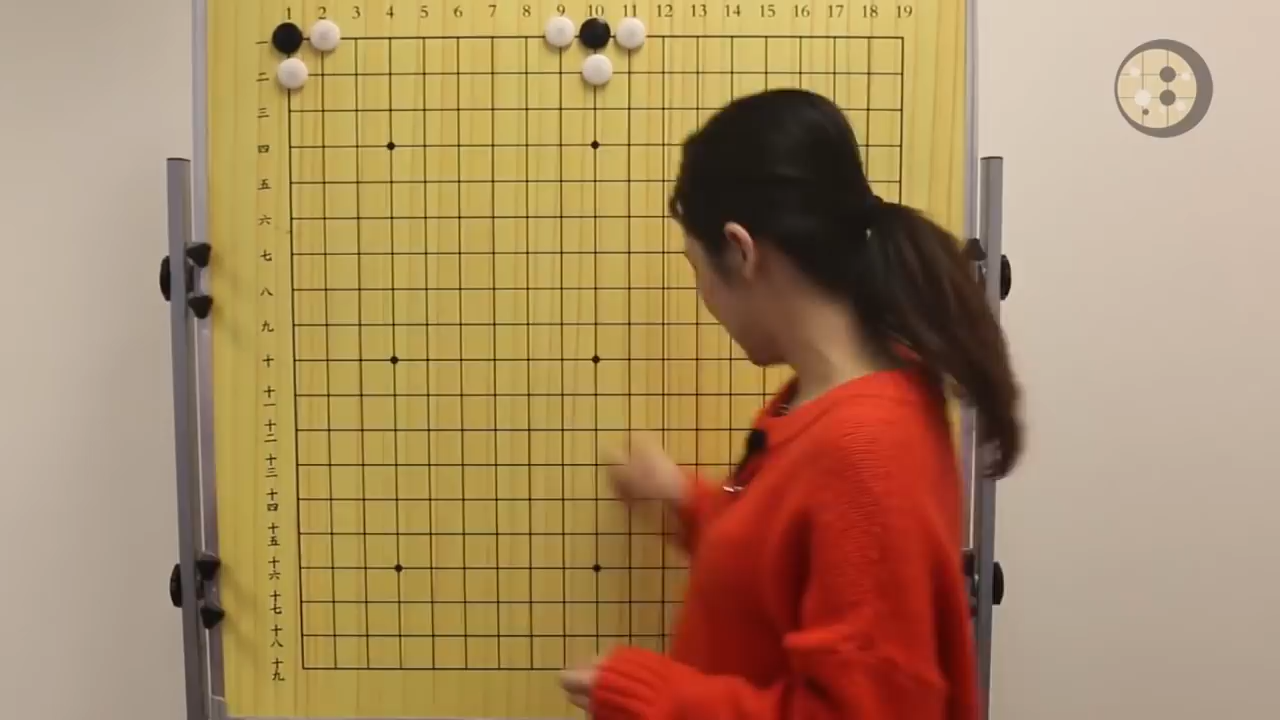 1 2 3 4 5 6 7 8 9 10 11 12 13 14 15 16 17 18 19
一
二
三
四
五
六
七
八
九
十
十一
十二
十三
十四
十五
十六
十七
十八
十九